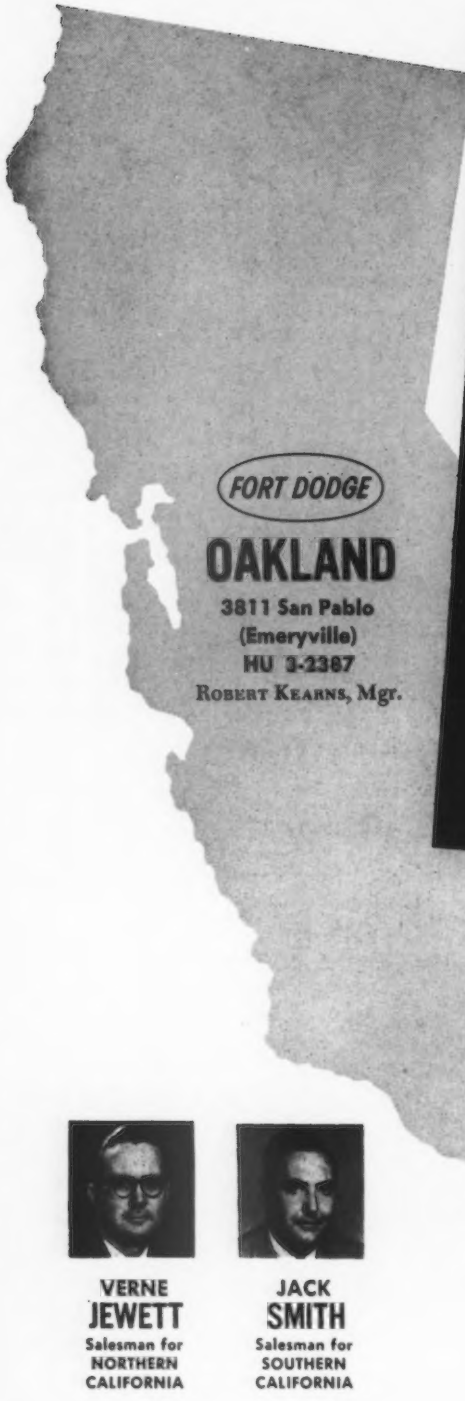 FORT DODGE
OAKLAND
3811 San Pablo
(Emeryville)
HU 3-2367
ROBERT KEARNS, Mgr.
VERNE
JEWETT
Salesman for
NORTHERN
CALIFORNIA
JACK
SMITH
Salesman for
SOUTHERN
CALIFORNIA